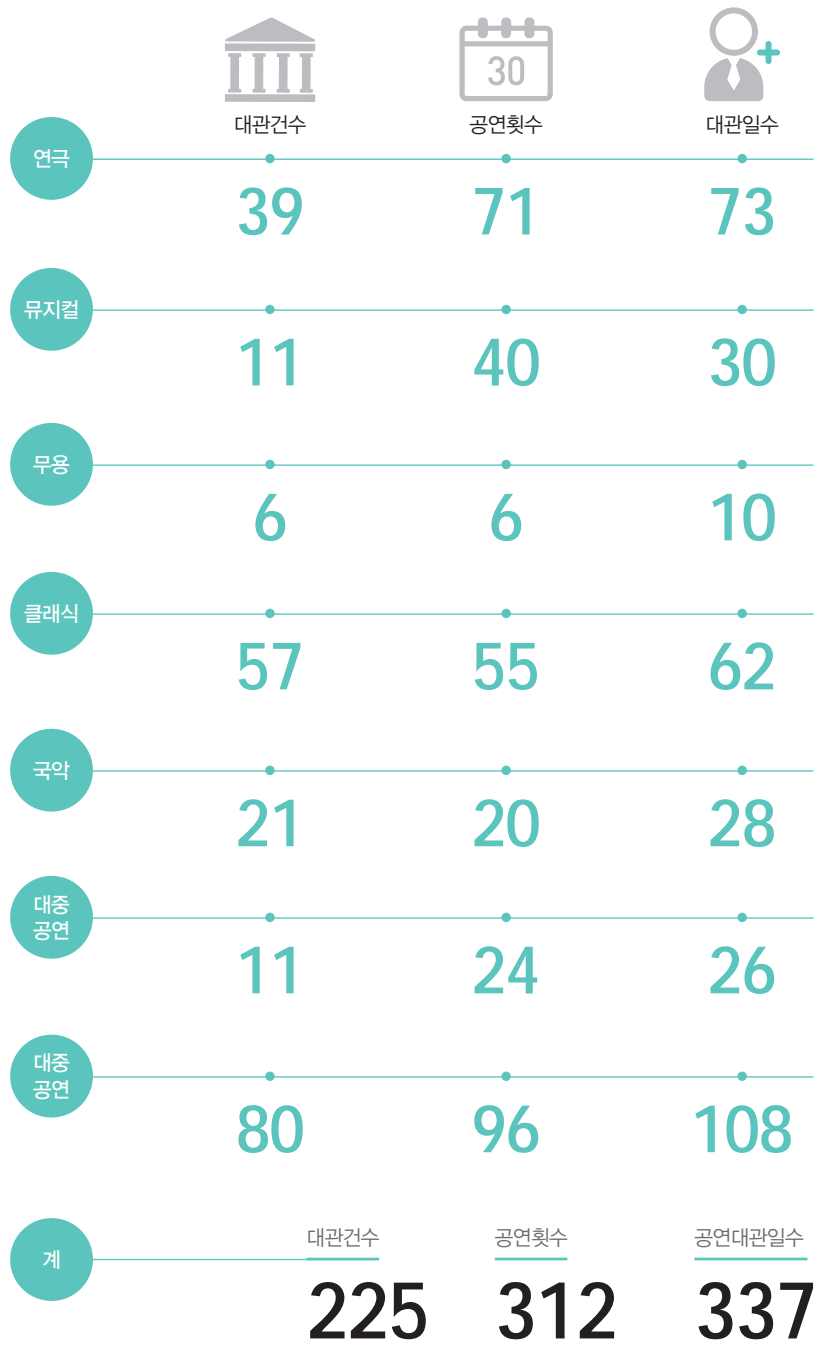 30
대관건수 공연횟수 대관일수
연극
39 71 73
뮤지컬
11 40 30
무용
6 6 10
클래식
57 55 62
국악
21 20 28
대중
공연
11 24 26
대중
공연
80 96 108
계
대관건수 공연횟수 공연대관일수
225 312 337